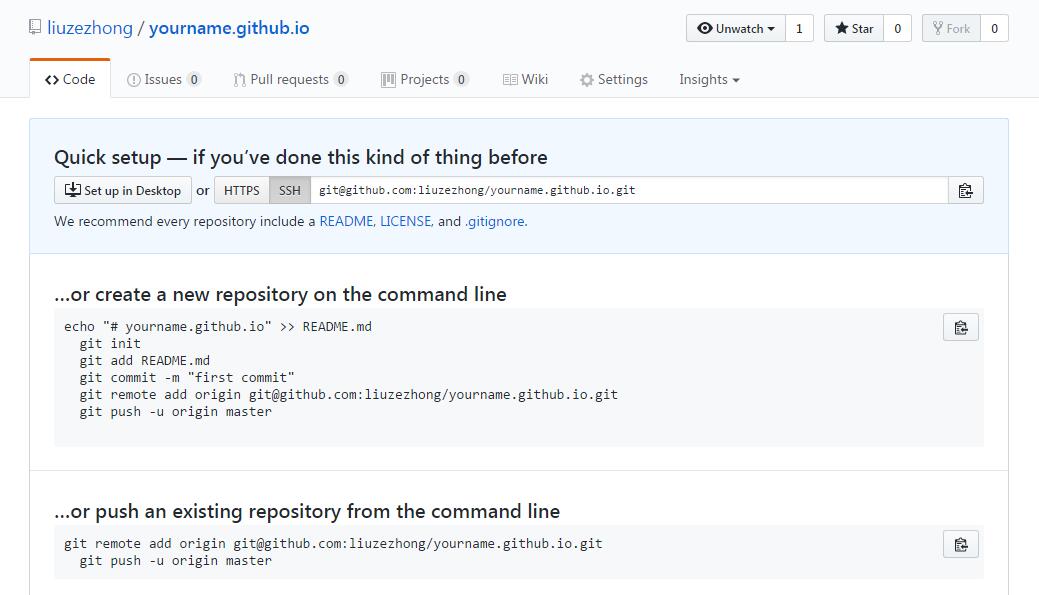 liuzezhong / yourname.github.io
Unwatch 1 Star 0 Fork 0
Code Issues 0 Pull requests 0 Projects 0 Wiki Settings Insights
Quick setup — if you’ve done this kind of thing before
Set up in Desktop or HTTPS SSH git@github.com:liuzezhong/yourname.github.io.git
We recommend every repository include a README, LICENSE, and .gitignore.
…or create a new repository on the command line
echo "# yourname.github.io" >> README.md
git init
git add README.md
git commit -m "first commit"
git remote add origin git@github.com:liuzezhong/yourname.github.io.git
git push -u origin master
…or push an existing repository from the command line
git remote add origin git@github.com:liuzezhong/yourname.github.io.git
git push -u origin master